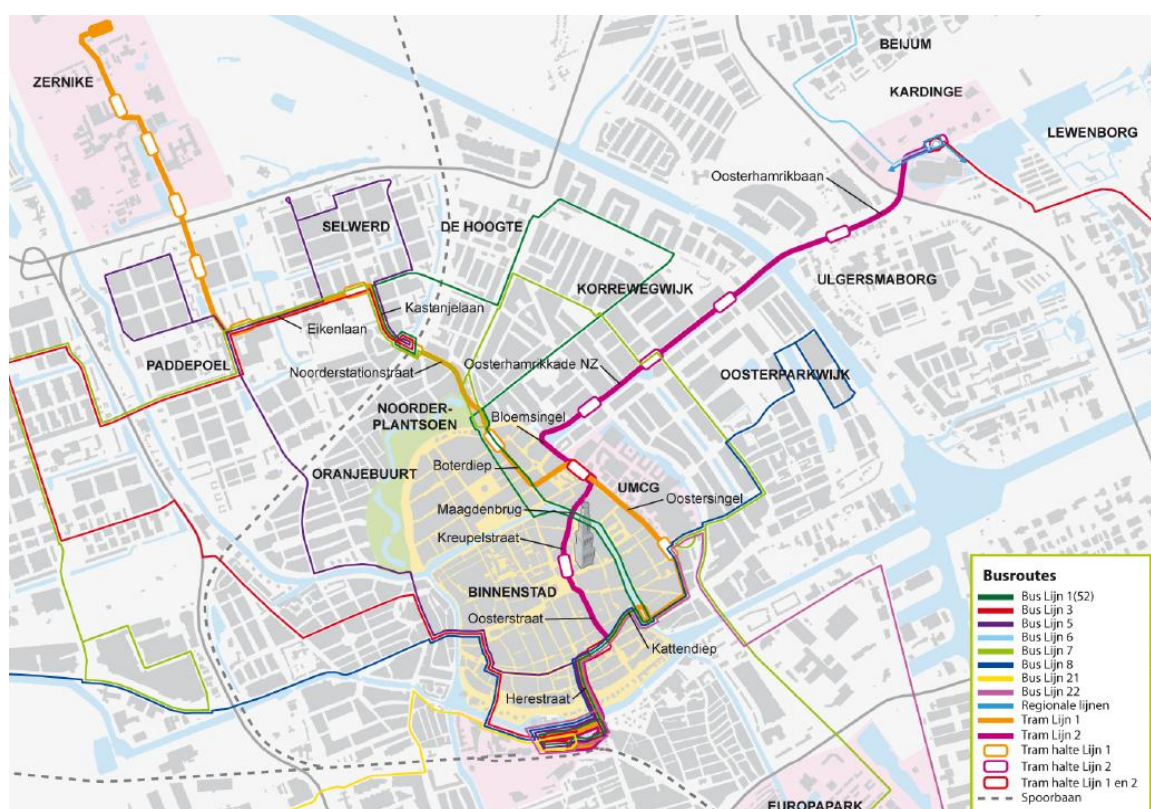 BEIJUM
ZERNIKE
KARDINGE
LEWENBORG
Oosterhamrikbaan
SELWERD
DE HOOGTE
ULGERSMABORG
KORREWEGWIJK
Kastanjelaan
Eikenlaan
PADDEPOEL
Noorderstationstraat
Oosterhamrikkade NZ
OOSTERPARKWIJK
NOORDER-
PLANTSOEN
Bloemsingel
ORANJEBUURT
Boterdiep
UMCG
Oostersingel
Maagdenbrug
Kreupelstraat
BINNENSTAD
Oosterstraat
Kattendiep
Herestraat
EUROPAPARK
Busroutes
Bus Lijn 1(52)
Bus Lijn 3
Bus Lijn 5
Bus Lijn 6
Bus Lijn 7
Bus Lijn 8
Bus Lijn 21
Bus Lijn 22
Regionale lijnen
Tram Lijn 1
Tram Lijn 2
Tram halte Lijn 1
Tram halte Lijn 2
Tram halte Lijn 1 en 2
Spoorbaan